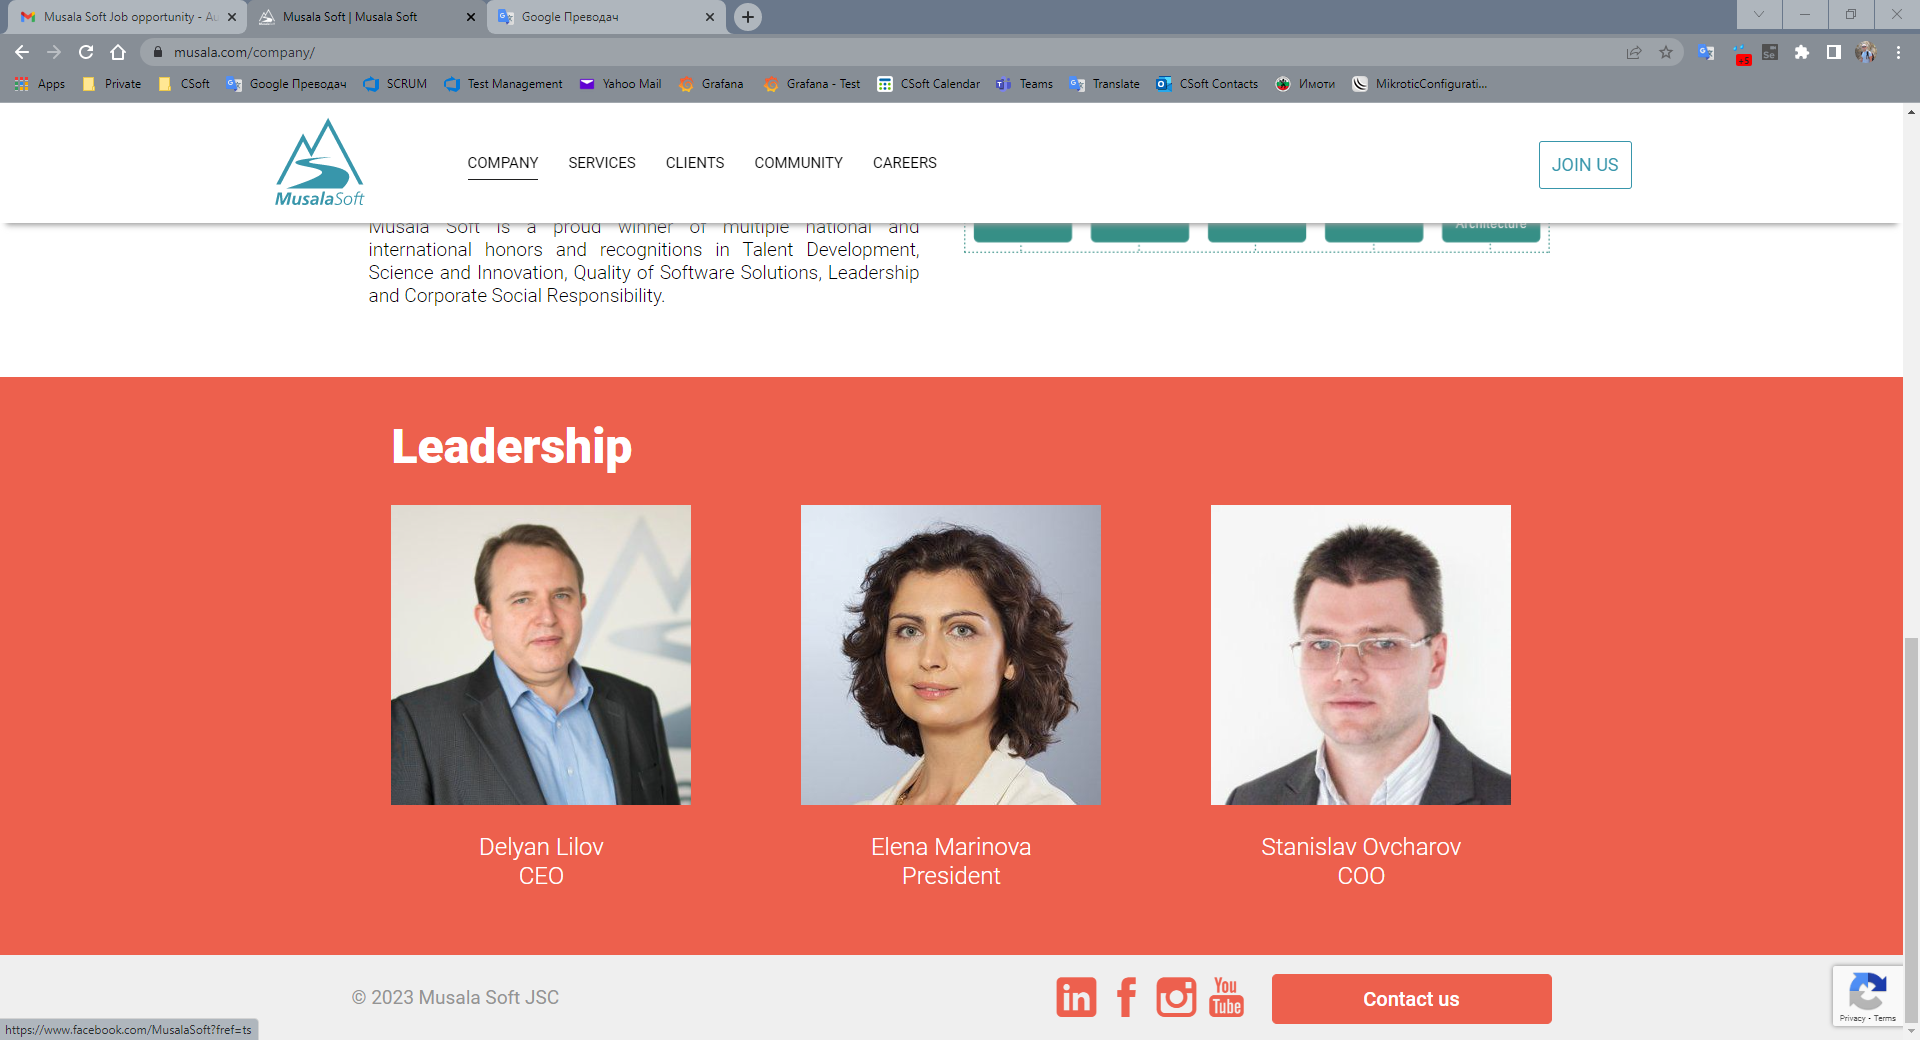 Musala Soft Job opportunity - Au
Musala Soft | Musala Soft
Google Преводач
musala.com/company/
Apps
Private
CSoft
Google Преводач
SCRUM
Test Management
Yahoo Mail
Grafana
Grafana - Test
CSoft Calendar
Teams
Translate
CSoft Contacts
Имоти
MikroticConfigurati...
MusalaSoft
COMPANY
SERVICES
CLIENTS
COMMUNITY
CAREERS
JOIN US
Musala Soft is a proud winner of multiple national and
international honors and recognitions in Talent Development,
Science and Innovation, Quality of Software Solutions, Leadership
and Corporate Social Responsibility.
Architecture
Leadership
Delyan Lilov
CEO
Elena Marinova
President
Stanislav Ovcharov
COO
© 2023 Musala Soft JSC
in
f
You
Tube
Contact us
Privacy - Terms
https://www.facebook.com/MusalaSoft?fref=ts